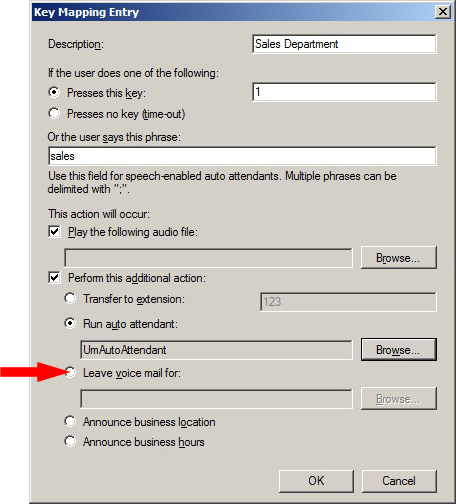 Key Mapping Entry
Description:
Sales Department
If the user does one of the following:
Presses this key:
1
Presses no key (time-out)
Or the user says this phrase:
sales
Use this field for speech-enabled auto attendants. Multiple phrases can be
delimited with ";".
This action will occur:
Play the following audio file:
Browse...
Perform this additional action:
Transfer to extension:
123
Run auto attendant:
UmAutoAttendant
Browse...
Leave voice mail for:
Browse...
Announce business location
Announce business hours
OK
Cancel